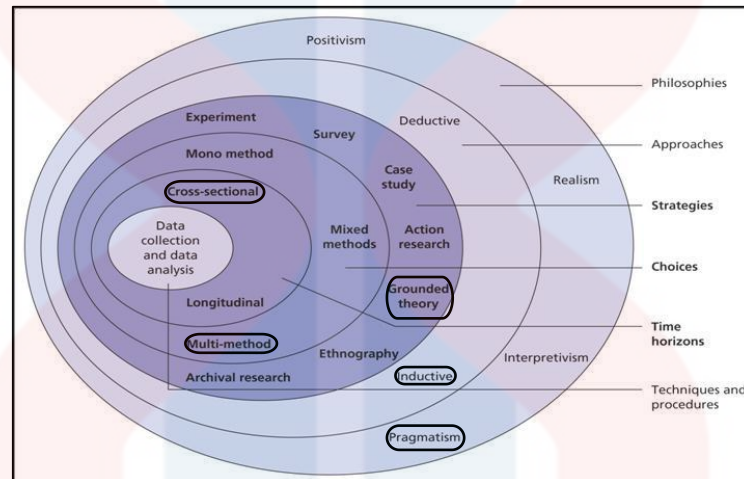 Positivism
Philosophies
Experiment
Survey
Deductive
Approaches
Mono method
Case
study
Realism
Cross-sectional
Strategies
Data
collection
and data
analysis
Mixed
methods
Action
research
Choices
Longitudinal
Grounded
theory
Time
horizons
Multi-method
Ethnography
Interpretivism
Archival research
Inductive
Techniques and
procedures
Pragmatism